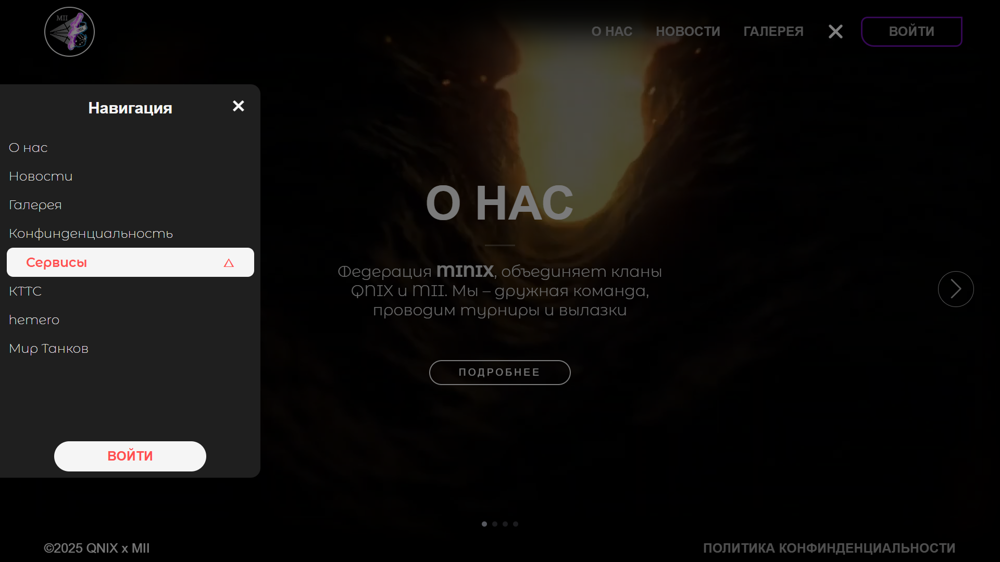 MII
QNIX
О НАС
НОВОСТИ
ГАЛЕРЕЯ
ВОЙТИ
Навигация
О нас
Новости
Галерея
Конфинденциальность
Сервисы
КТТС
hemero
Мир Танков
ВОЙТИ
О НАС
Федерация MINIX, объединяет кланы
QNIX и MII. Мы – дружная команда,
проводим турниры и вылазки
ПОДРОБНЕЕ
©2025 QNIX x MII
ПОЛИТИКА КОНФИНДЕНЦИАЛЬНОСТИ